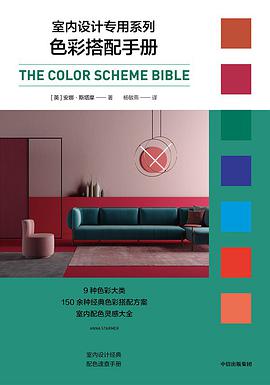 室内设计专用系列
色彩搭配手册
THE COLOR SCHEME BIBLE
[英] 安娜·斯塔摩 —— 著 杨敏燕 —— 译
9 种色彩大类
150 余种经典色彩搭配方案
室内配色灵感大全
ANNA STARMER
室内设计经典
配色速查手册
中信出版集团